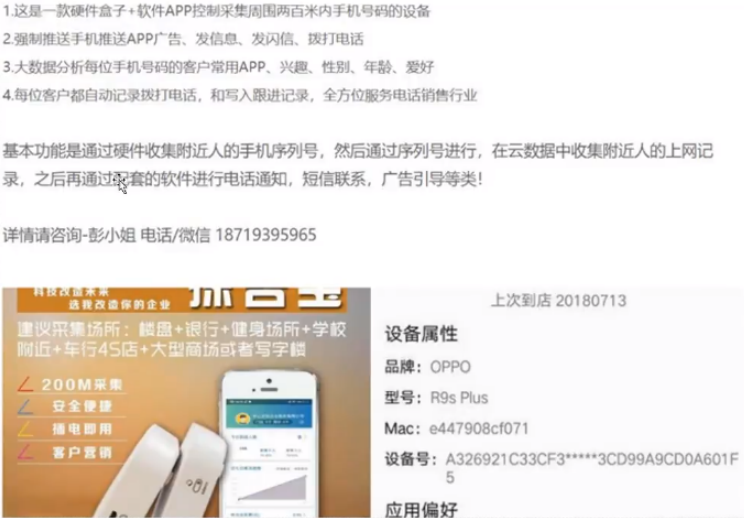 1.这是一款硬件盒子+软件APP控制采集周围两百米内手机号码的设备
2.强制推送手机推送APP广告、发信息、发闪信、拨打电话
3.大数据分析每位手机号码的客户常用APP、兴趣、性别、年龄、爱好
4.每位客户都自动记录拨打电话，和写入跟进记录，全方位服务电话销售行业
基本功能是通过硬件收集附近人的手机序列号，然后通过序列号进行，在云数据中收集附近人的上网记
录，之后再通过配套的软件进行电话通知，短信联系，广告引导等类！
详情请咨询-彭小姐 电话/微信 18719395965
科技改造未来
选我改造你的企业
探客宝
建议采集场所：楼盘+银行+健身场所+学校
附近+车行4S店+大型商场或者写字楼
200M采集
安全便捷
插电即用
客户营销
上次到店 20180713
设备属性
品牌：OPPO
型号：R9s Plus
Mac：e447908cf071
设备号：A326921C33CF3*****3CD99A9CD0A601F
5
应用偏好